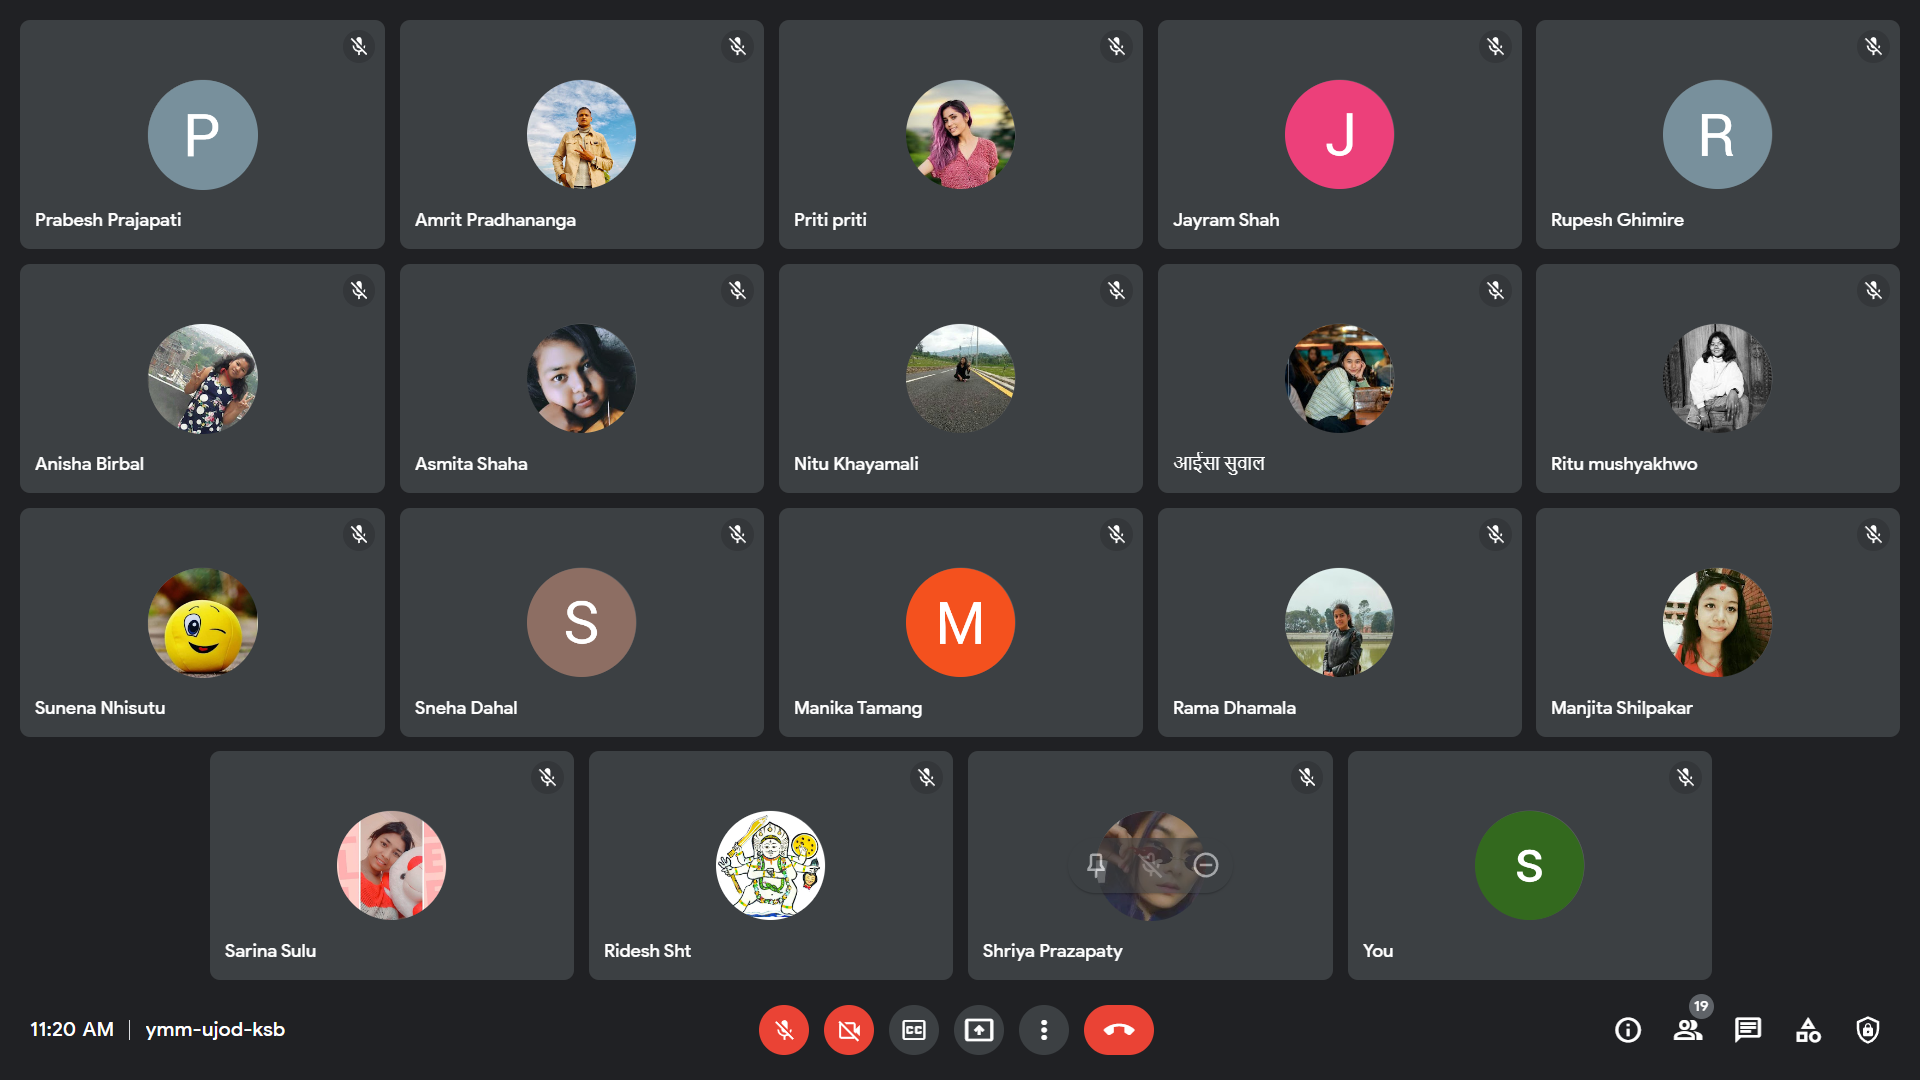 P
Prabesh Prajapati
Amrit Pradhananga
Priti priti
J
Jayram Shah
R
Rupesh Ghimire
Anisha Birbal
Asmita Shaha
Nitu Khayamali
आईसा सुवाल
Ritu mushyakhwo
Sunena Nhisutu
S
Sneha Dahal
M
Manika Tamang
Rama Dhamala
Manjita Shilpakar
Sarina Sulu
Ridesh Sht
Shriya Prazapaty
S
You
11:20 AM | ymm-ujod-ksb
CC
19